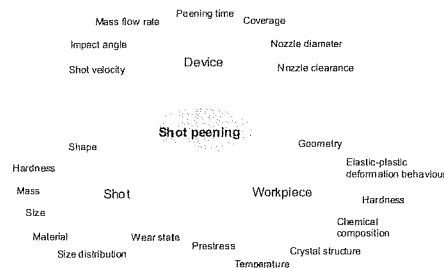 Peening time
Mass flow rate
Coverage
Impact angle
Nozzle diamater
Device
Shot velocity
Nozzle clearance
Shot peening
Shape
Geometry
Elastic-plastic
deformation behaviour
Hardness
Mass
Shot
Workpiece
Hardness
Size
Chemical
composition
Material
Wear state
Prestress
Crystal structure
Size distribution
Temperature